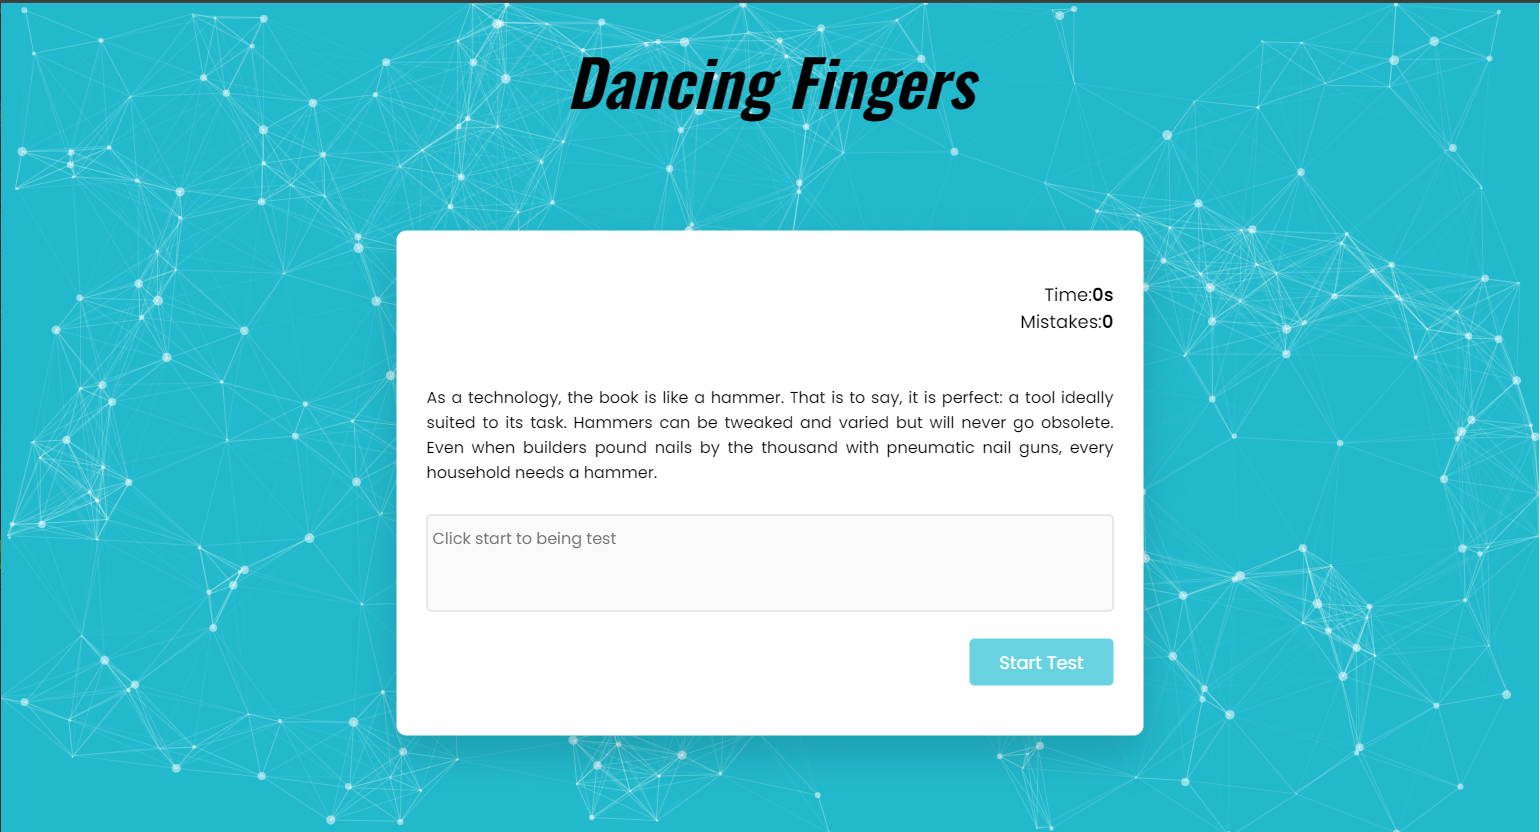 Dancing Fingers
Time:0s
Mistakes:0
As a technology, the book is like a hammer. That is to say, it is perfect: a tool ideally
suited to its task. Hammers can be tweaked and varied but will never go obsolete.
Even when builders pound nails by the thousand with pneumatic nail guns, every
household needs a hammer.
Click start to being test
Start Test